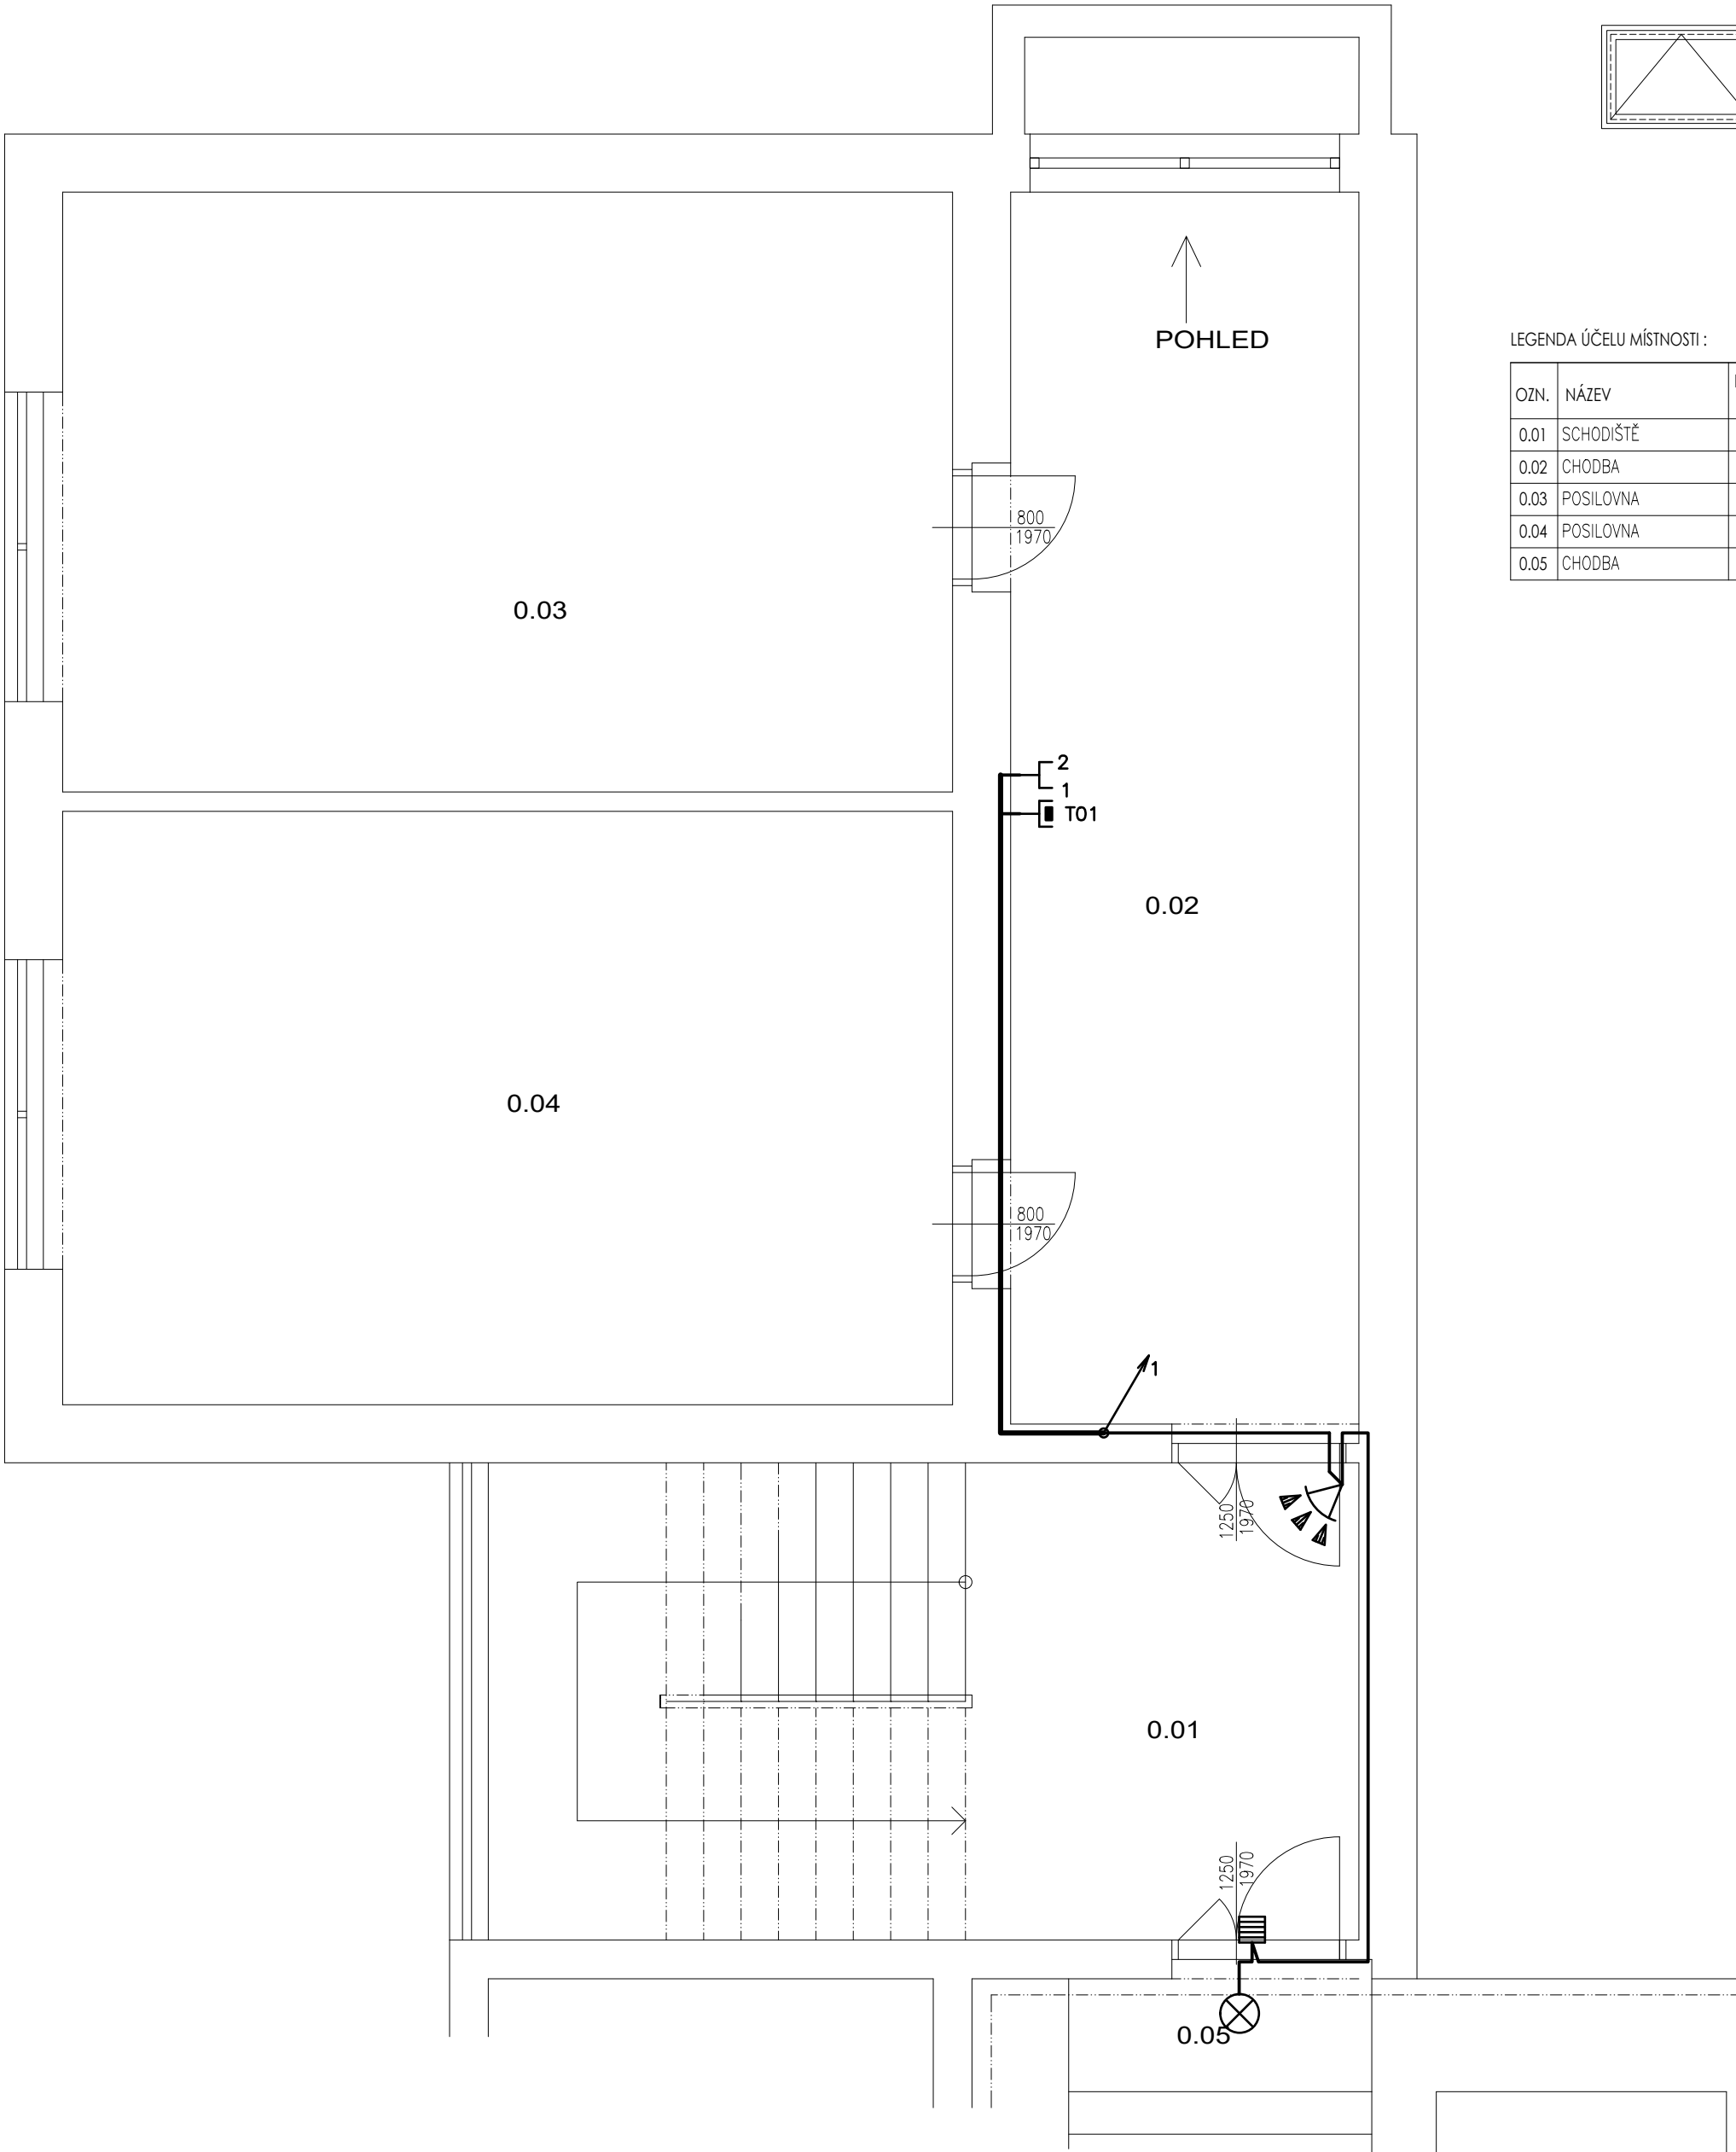 POHLED
LEGENDA ÚČELU MÍSTNOSTI :
OZN. NÁZEV
0.01 SCHODIŠTĚ
0.02 CHODBA
0.03 POSILOVNA
0.04 POSILOVNA
0.05 CHODBA
800
1970
0.03
2
1
T01
0.02
0.04
800
1970
1
1250
1970
0.01
1250
1970
0.05